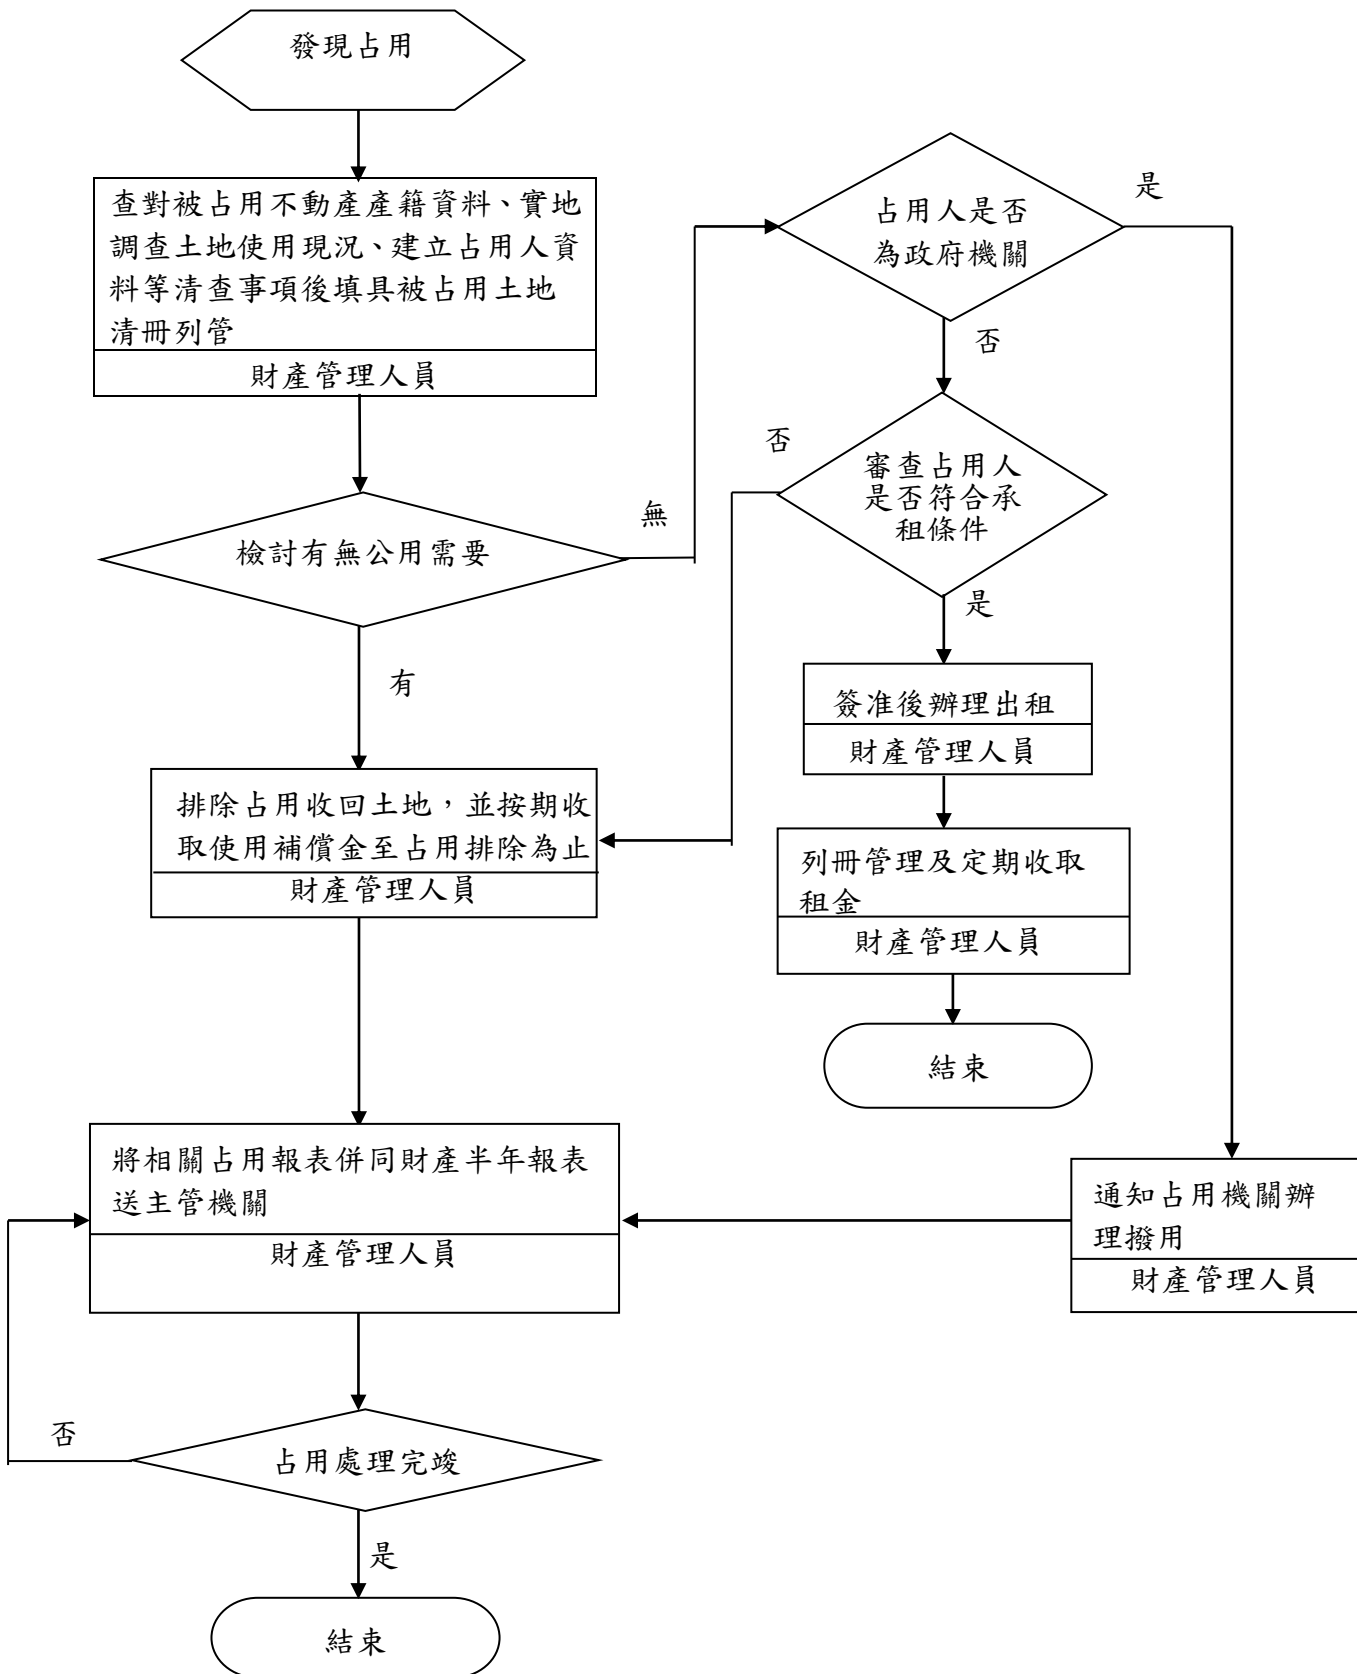 發現占用
查對被占用不動產產籍資料、實地
調查土地使用現況、建立占用人資
料等清查事項後填具被占用土地
清冊列管
財產管理人員
檢討有無公用需要
無
有
占用人是否
為政府機關
是
否
審查占用人
是否符合承
租條件
否
是
簽准後辦理出租
財產管理人員
列冊管理及定期收取
租金
財產管理人員
結束
排除占用收回土地，並按期收
取使用補償金至占用排除為止
財產管理人員
通知占用機關辦
理撥用
財產管理人員
將相關占用報表併同財產半年報表
送主管機關
財產管理人員
占用處理完竣
否
是
結束